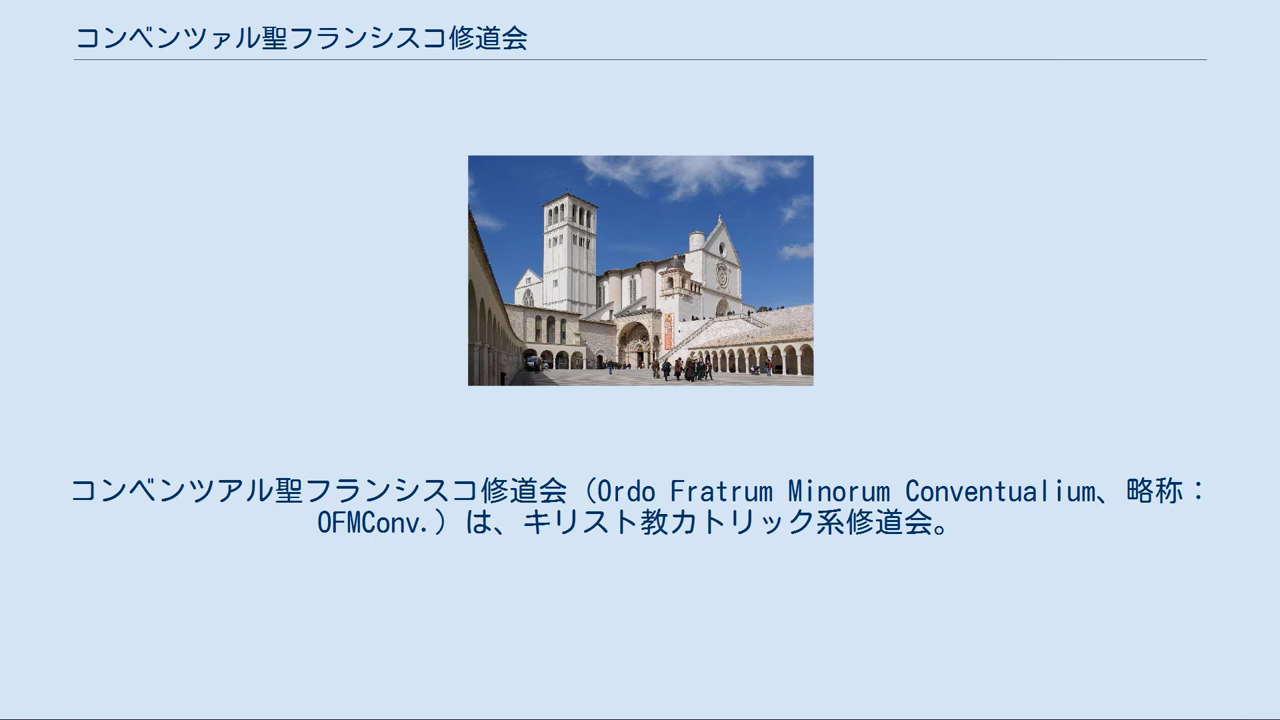 コンベンツァル聖フランシスコ修道会
コンベンツアル聖フランシスコ修道会（Ordo Fratrum Minorum Conventualium、略称：
OFMConv.）は、キリスト教カトリック系修道会。